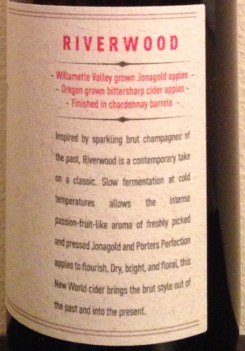 RIVERWOOD
- Willamette Valley grown Jonagold apples -
- Oregon grown bittersharp cider apples -
- Finished in chardonnay barrels -
Inspired by sparkling brut champagnes of
the past, Riverwood is a contemporary take
on a classic. Slow fermentation at cold
temperatures allows the intense
passion-fruit-like aroma of freshly picked
and pressed Jonagold and Porters Perfection
apples to flourish. Dry, bright, and floral, this
New World cider brings the brut style out of
the past and into the present.